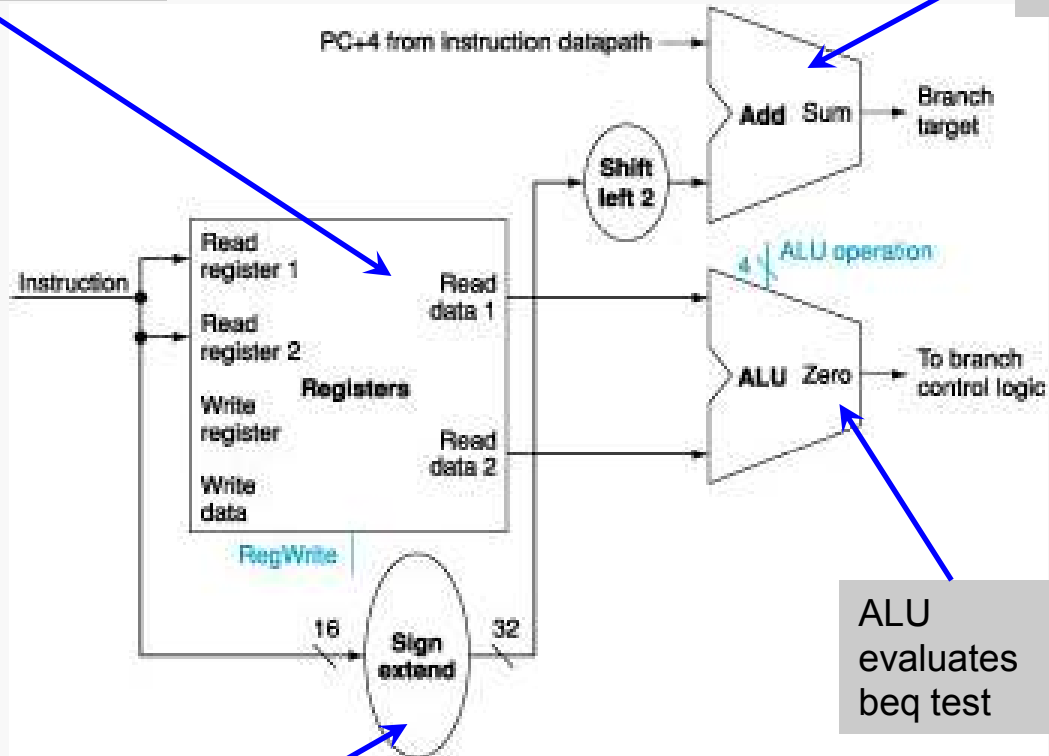 PC+4 from instruction datapath
Add Sum
Branch
target
Shift
left 2
4
ALU operation
Instruction
Read
register 1
Read
register 2
Write
register
Write
data
Registers
Read
data 1
Read
data 2
RegWrite
ALU Zero
To branch
control logic
16
Sign
extend
32
ALU
evaluates
beq test